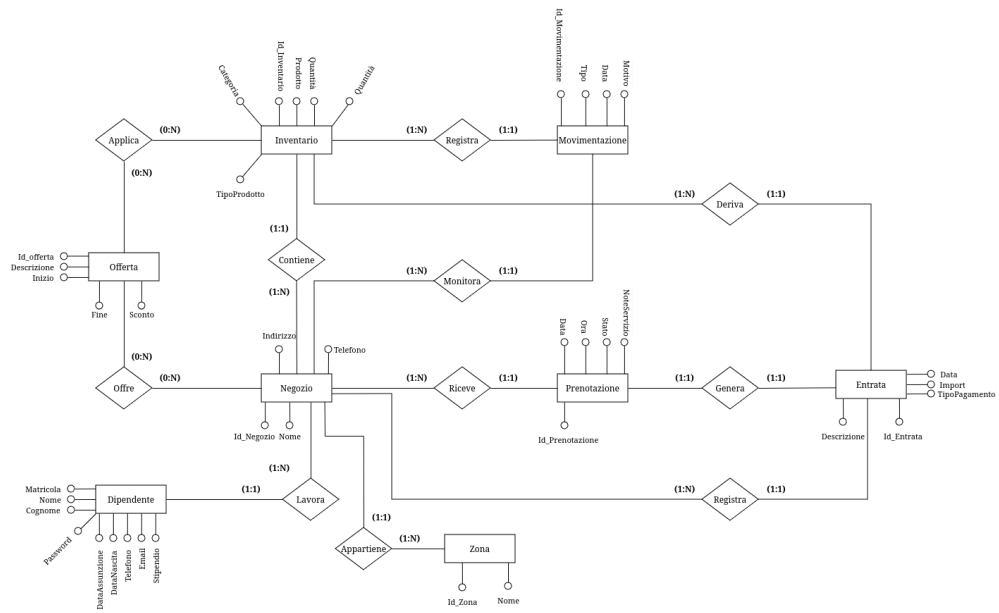 Id_Movimentazione
Tipo
Data
Motivo
Categoria
Id_Inventario
Prodotto
Quantità
Quantità
Applica
(0:N)
Inventario
(1:N)
Registra
(1:1)
Movimentazione
(0:N)
TipoProdotto
(1:N)
Deriva
(1:1)
(1:1)
Contiene
Id_offerta
Descrizione
Inizio
Offerta
(1:N)
Monitora
(1:1)
(1:N)
Fine
Sconto
NoteServizio
Data
Ora
Stato
Indirizzo
Telefono
(0:N)
Offre
(0:N)
Negozio
(1:N)
Riceve
(1:1)
Prenotazione
(1:1)
Genera
(1:1)
Entrata
Data
Import
TipoPagamento
Id_Negozio
Nome
Id_Prenotazione
Descrizione
Id_Entrata
(1:N)
Matricola
Nome
Cognome
Dipendente
(1:1)
Lavora
(1:N)
Registra
(1:1)
Password
DataAssunzione
DataNascita
Telefono
Email
Stipendio
(1:1)
Appartiene
(1:N)
Zona
Id_Zona
Nome